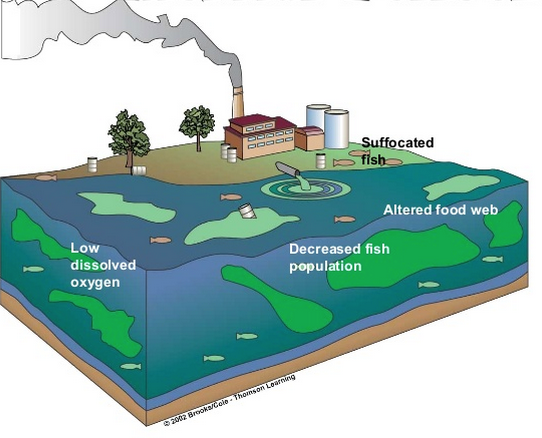 Suffocated
fish
Altered food web
Low
dissolved
oxygen
Decreased fish
population
© 2002 Brooks/Cole - Thomson Learning